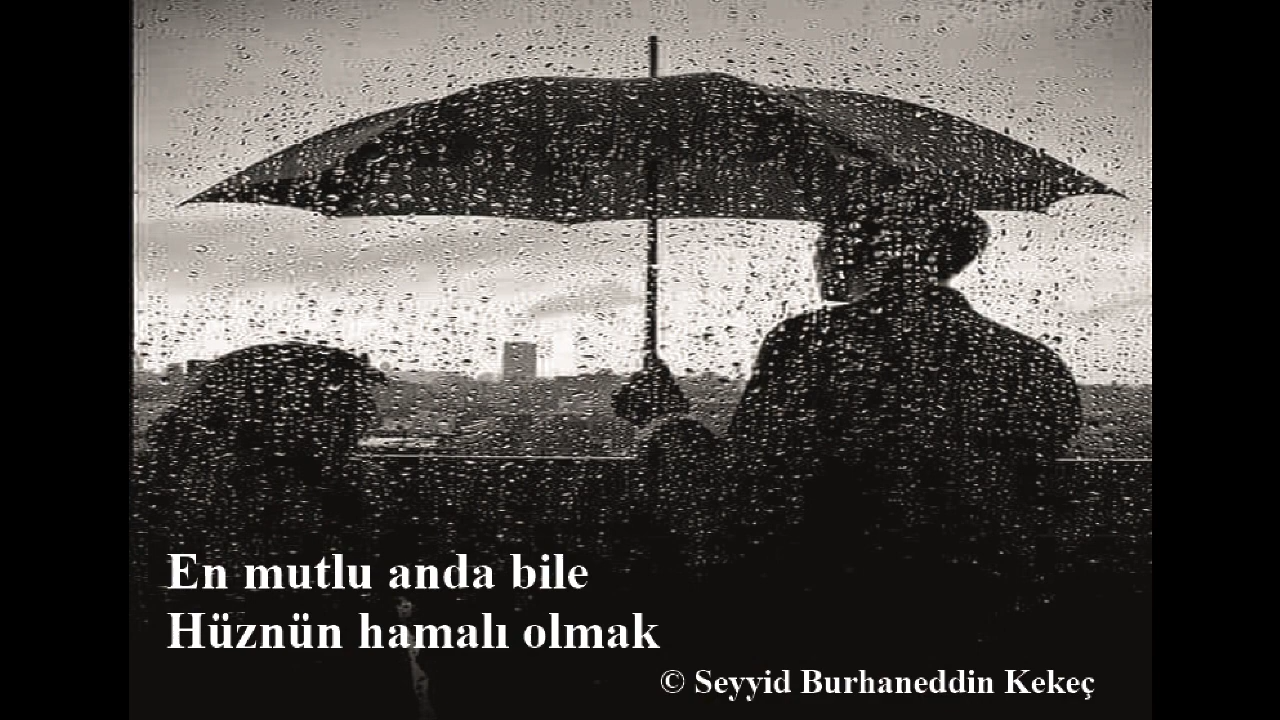 En mutlu anda bile
Hüznün hamalı olmak
© Seyyid Burhaneddin Kekeç